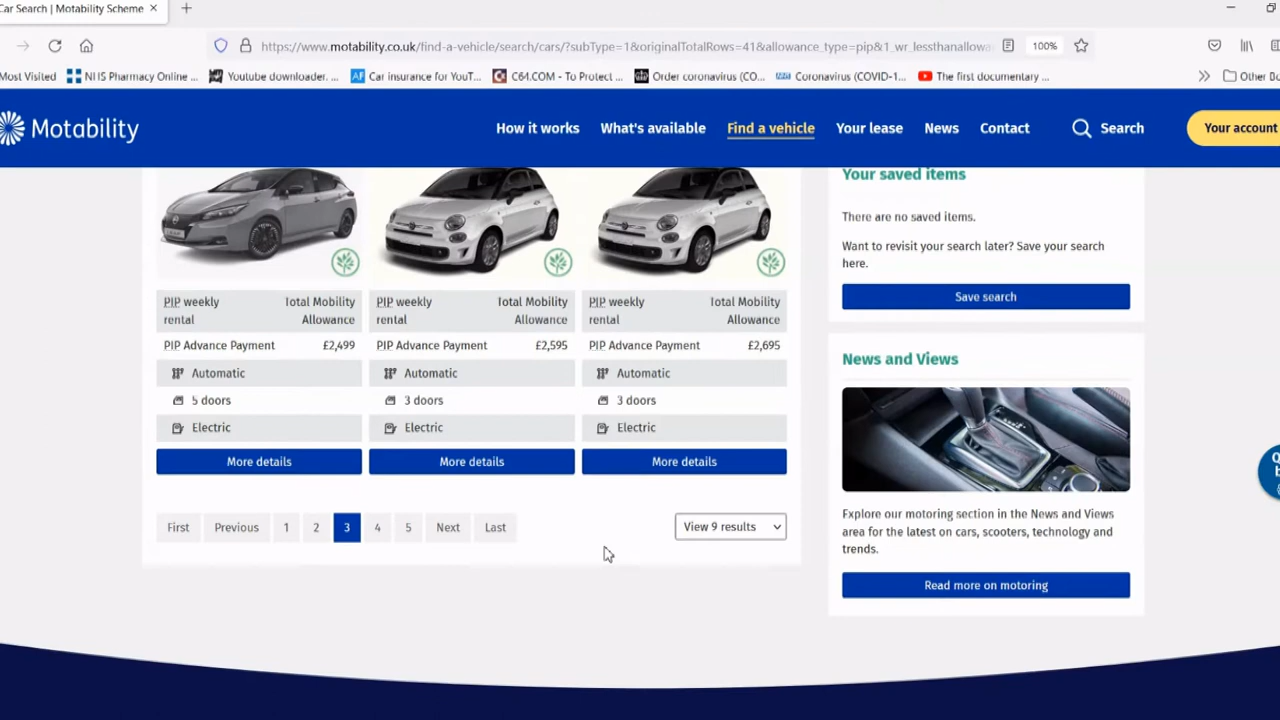 Car Search | Motability Scheme
https://www.motability.co.uk/find-a-vehicle/search/cars/?subType=1&originalTotalRows=41&allowance_type=pip&1_wr_lessthanallowa
100%
Most Visited
NHS Pharmacy Online ...
Youtube downloader. ...
Car insurance for YouT...
C64.COM - To Protect ...
Order coronavirus (CO...
Coronavirus (COVID-1...
The first documentary ...
Other Bo
Motability
How it works
What's available
Find a vehicle
Your lease
News
Contact
Search
Your account
PIP weekly rental
Total Mobility Allowance
PIP Advance Payment £2,499
Automatic
5 doors
Electric
More details
PIP weekly rental
Total Mobility Allowance
PIP Advance Payment £2,595
Automatic
3 doors
Electric
More details
PIP weekly rental
Total Mobility Allowance
PIP Advance Payment £2,695
Automatic
3 doors
Electric
More details
First Previous 1 2 3 4 5 Next Last
View 9 results
Your saved items
There are no saved items.
Want to revisit your search later? Save your search
here.
Save search
News and Views
Explore our motoring section in the News and Views
area for the latest on cars, scooters, technology and
trends.
Read more on motoring